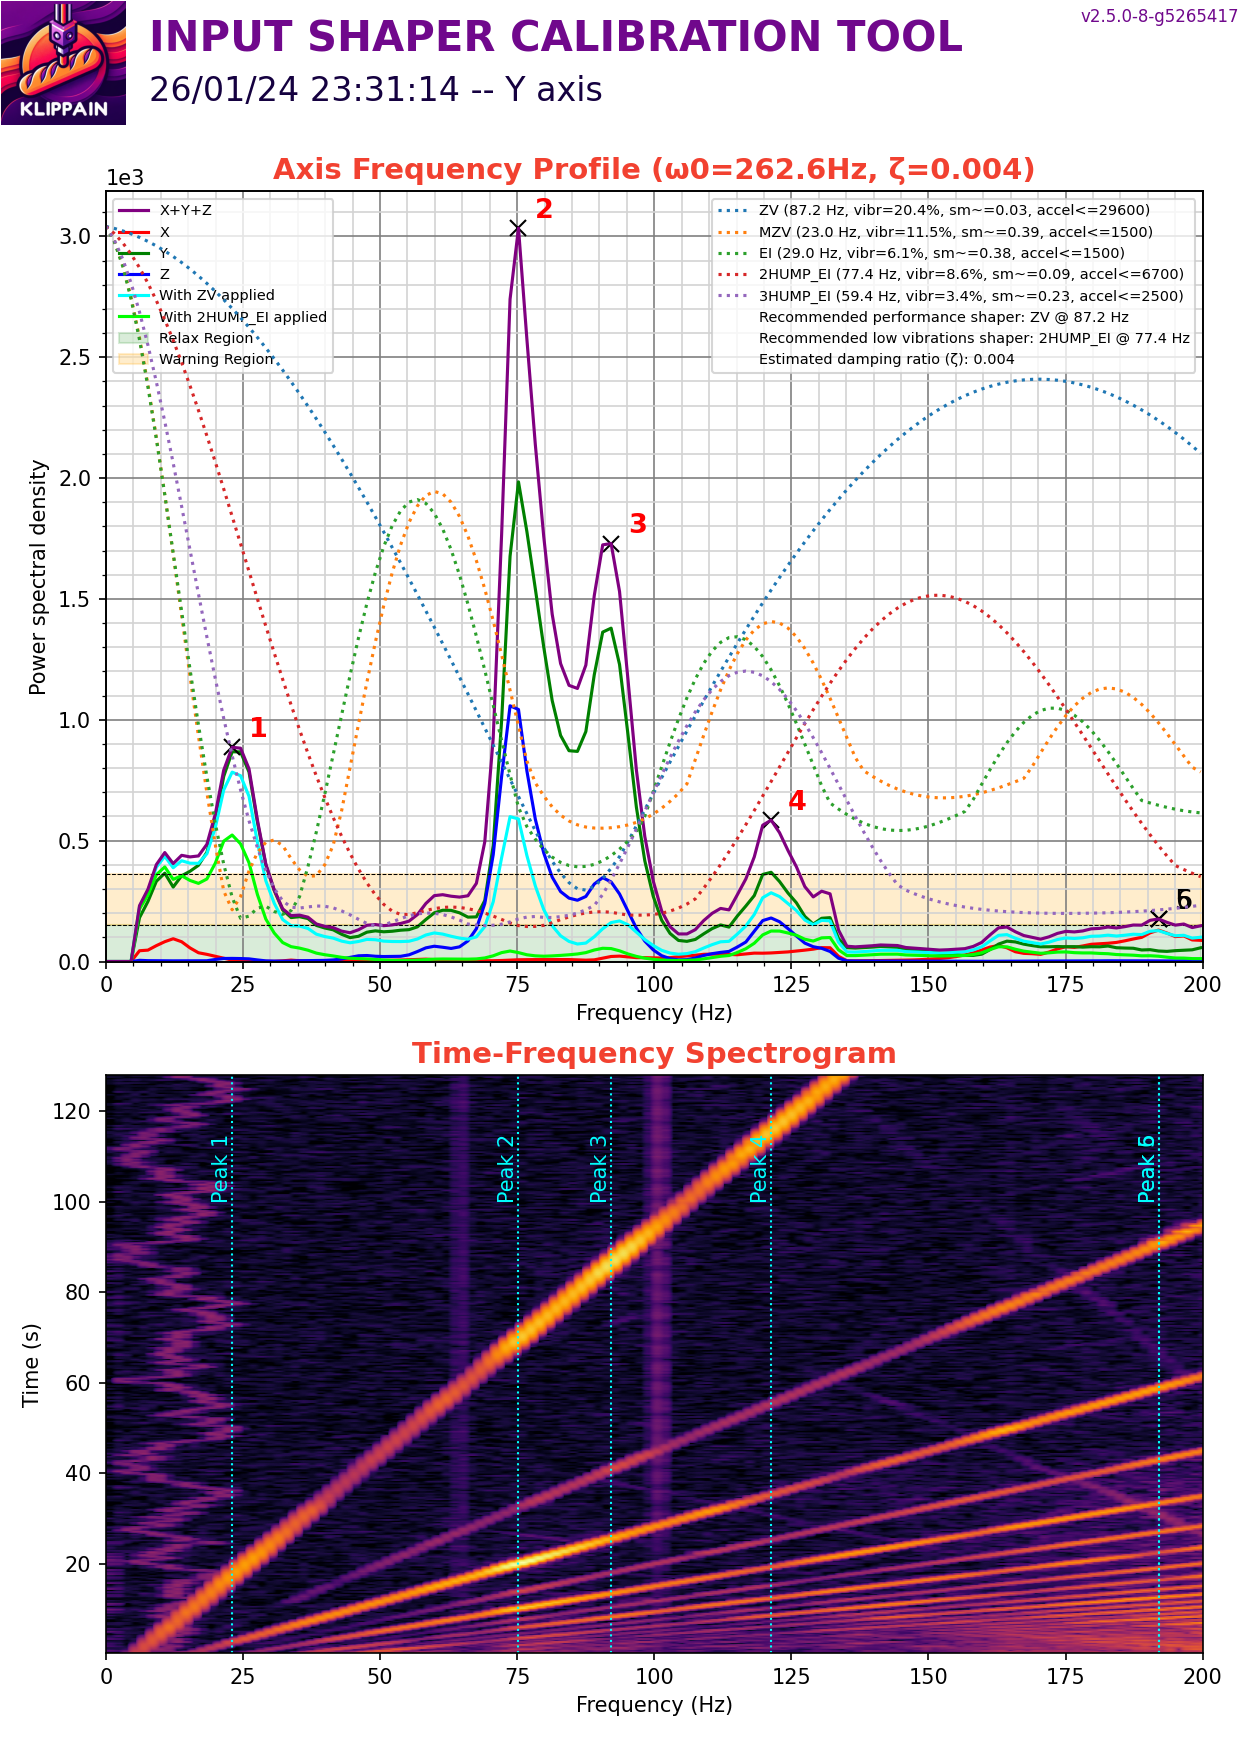 v2.5.0-8-g5265417
INPUT SHAPER CALIBRATION TOOL
26/01/24 23:31:14 -- Y axis
KLIPPAIN
Axis Frequency Profile (ω0=262.6Hz, ζ=0.004)
1e3
X+Y+Z
X
Y
Z
With ZV applied
With 2HUMP_EI applied
Relax Region
Warning Region
ZV (87.2 Hz, vibr=20.4%, sm~=0.03, accel<=29600)
MZV (23.0 Hz, vibr=11.5%, sm~=0.39, accel<=1500)
EI (29.0 Hz, vibr=6.1%, sm~=0.38, accel<=1500)
2HUMP_EI (77.4 Hz, vibr=8.6%, sm~=0.09, accel<=6700)
3HUMP_EI (59.4 Hz, vibr=3.4%, sm~=0.23, accel<=2500)
Recommended performance shaper: ZV @ 87.2 Hz
Recommended low vibrations shaper: 2HUMP_EI @ 77.4 Hz
Estimated damping ratio (ζ): 0.004
1
2
3
4
Power spectral density
3.0
2.5
2.0
1.5
1.0
0.5
0.0
0 25 50 75 100 125 150 175 200
Frequency (Hz)
Time-Frequency Spectrogram
Peak 1
Peak 2
Peak 3
Peak 4
Peak
Time (s)
120
100
80
60
40
20
0 25 50 75 100 125 150 175 200
Frequency (Hz)